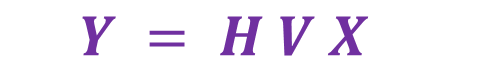 Y = H V X